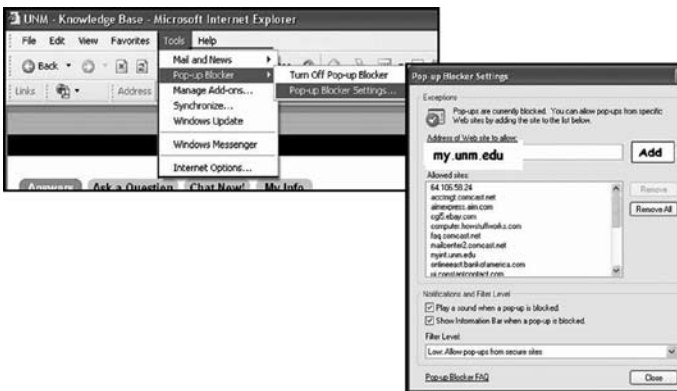 UNM - Knowledge Base - Microsoft Internet Explorer
File Edit View Favorites Tools Help
Back
Links
Address
Mail and News
Pop-up Blocker
Manage Add-ons...
Synchronize...
Windows Update
Windows Messenger
Internet Options...
Turn Off Pop-up Blocker
Pop-up Blocker Settings...
Answers Ask a Question Chat Now! My Info
Pop-up Blocker Settings
Exceptions
Pop-ups are currently blocked. You can allow pop-ups from specific
Web sites by adding the site to the list below.
Address of Web site to allow:
my.unm.edu
Add
Allowed sites:
64.106.58.24
accmgt.comcast.net
aimexpress.aim.com
cgi5.ebay.com
computer.howstuffworks.com
faq.comcast.net
mailcenter2.comcast.net
myint.unm.edu
onlineeast.bankofamerica.com
ui.constantcontact.com
Remove
Remove All
Notifications and Filter Level
Play a sound when a pop-up is blocked.
Show Information Bar when a pop-up is blocked.
Filter Level:
Low: Allow pop-ups from secure sites
Pop-up Blocker FAQ
Close